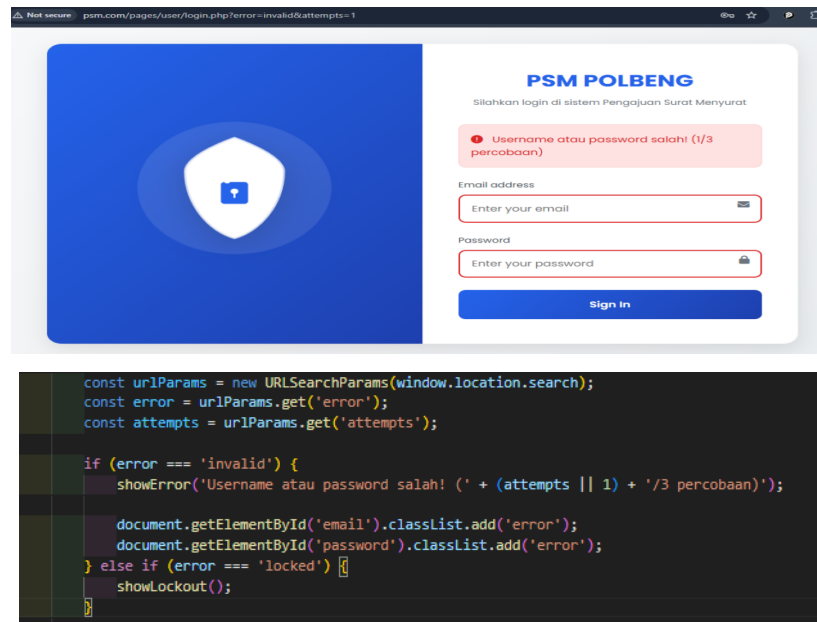 Not secure psm.com/pages/user/login.php?error=invalid&attempts=1
PSM POLBENG
Silahkan login di sistem Pengajuan Surat Menyurat
Username atau password salah! (1/3
percobaan)
Email address
Enter your email
Password
Enter your password
Sign In
const urlParams = new URLSearchParams(window.location.search);
const error = urlParams.get('error');
const attempts = urlParams.get('attempts');
if (error === 'invalid') {
showError('Username atau password salah! (' + (attempts || 1) + '/3 percobaan)');
document.getElementById('email').classList.add('error');
document.getElementById('password').classList.add('error');
} else if (error === 'locked') {
showLockout();
}